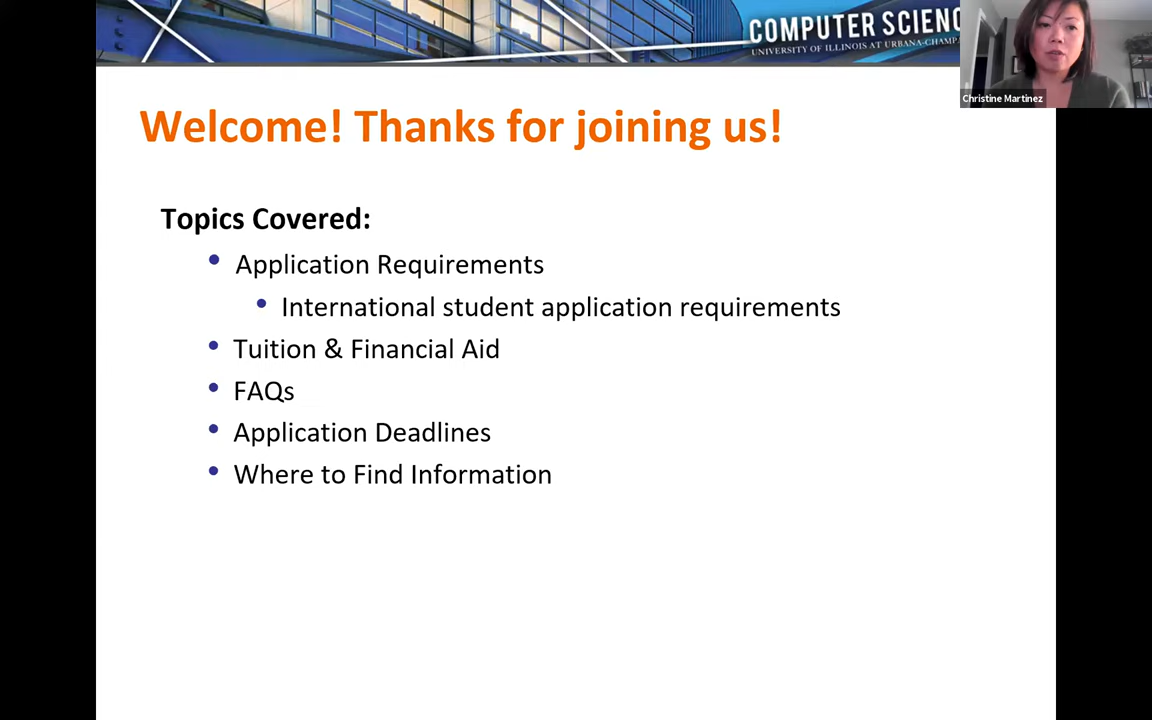 COMPUTER SCIENC
UNIVERSITY OF ILLINOIS AT URBANA-CHAMPA
Christine Martinez
Welcome! Thanks for joining us!
Topics Covered:
• Application Requirements
• International student application requirements
• Tuition & Financial Aid
• FAQs
• Application Deadlines
• Where to Find Information